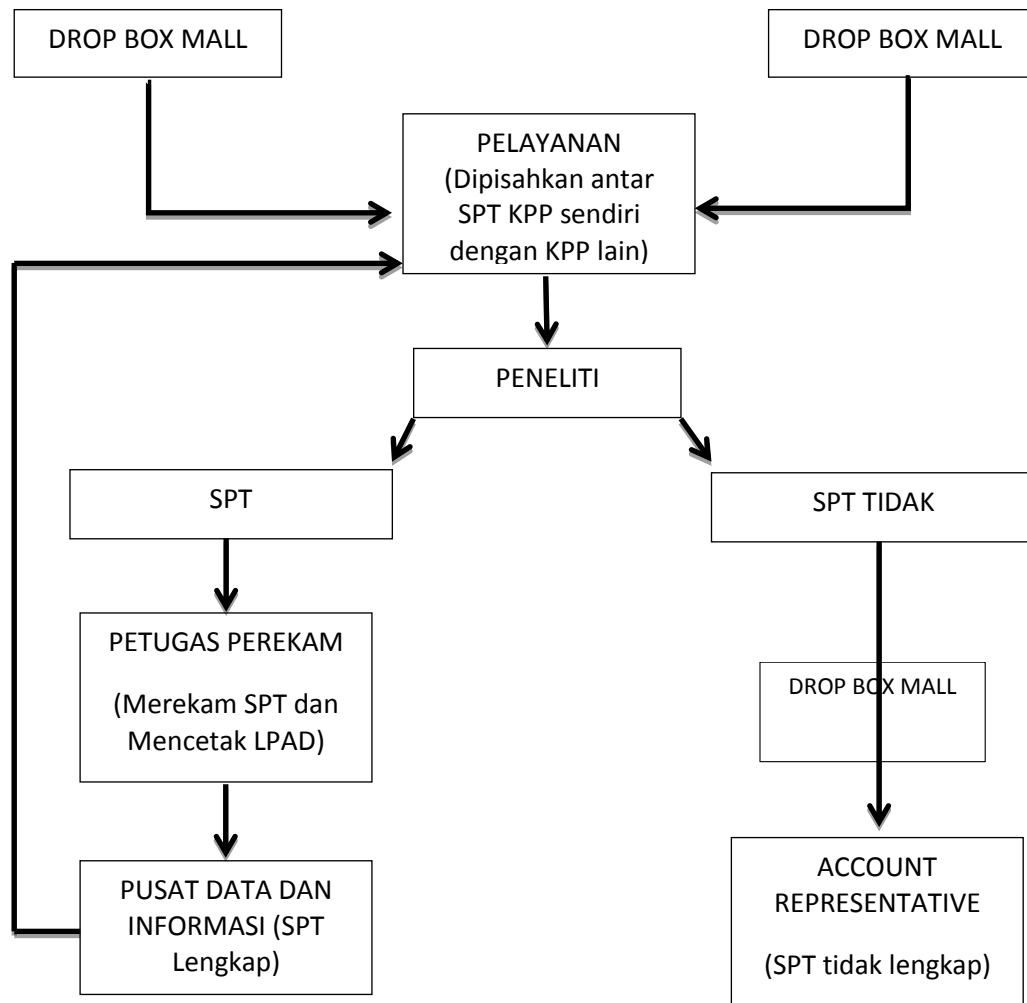 DROP BOX MALL
DROP BOX MALL
PELAYANAN
(Dipisahkan antar
SPT KPP sendiri
dengan KPP lain)
PENELITI
SPT
SPT TIDAK
PETUGAS PEREKAM
(Merekam SPT dan
Mencetak LPAD)
DROP BOX MALL
PUSAT DATA DAN
INFORMASI (SPT
Lengkap)
ACCOUNT
REPRESENTATIVE
(SPT tidak lengkap)